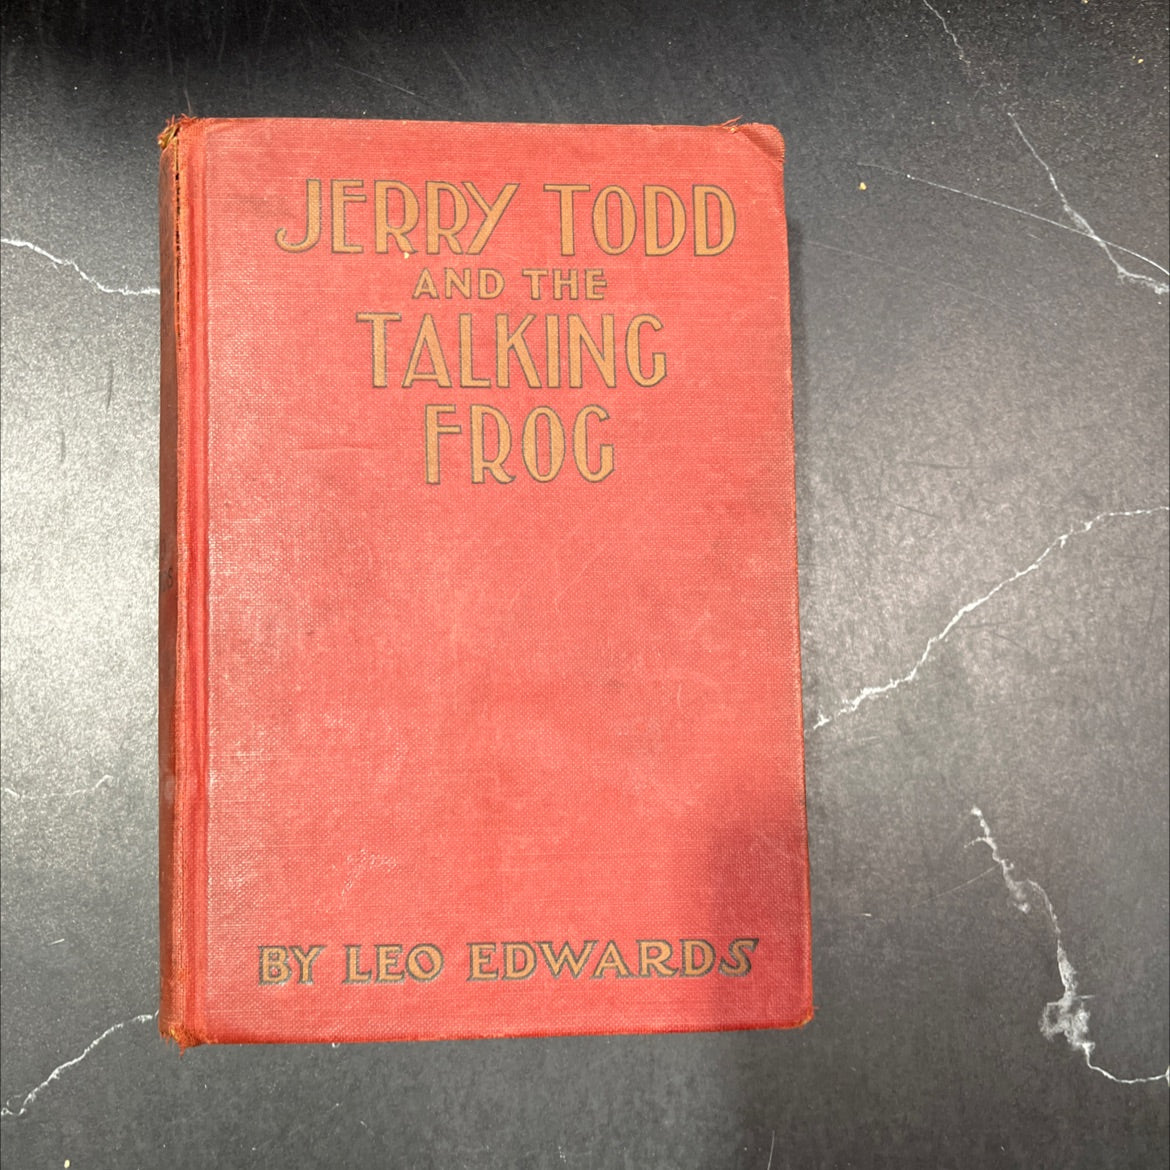 JERRY TODD
AND THE
TALKING
FROG
BY LEO EDWARDS